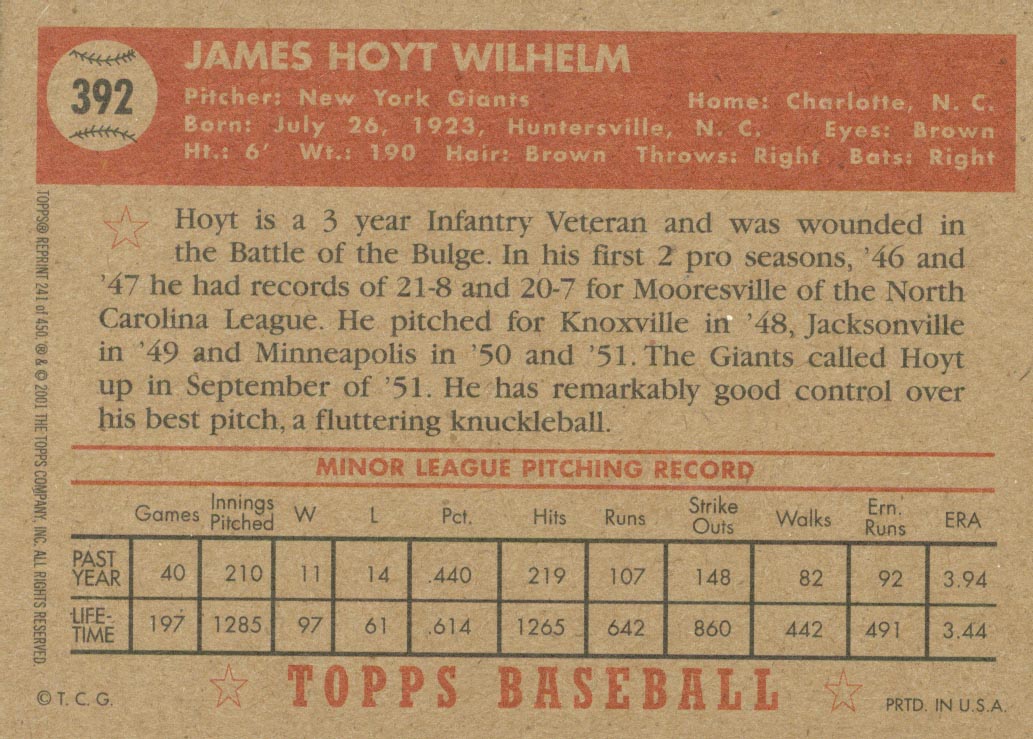 392
JAMES HOYT WILHELM
Pitcher: New York Giants Home: Charlotte, N. C.
Born: July 26, 1923, Huntersville, N. C. Eyes: Brown
Ht.: 6' Wt.: 190 Hair: Brown Throws: Right Bats: Right
Hoyt is a 3 year Infantry Veteran and was wounded in
the Battle of the Bulge. In his first 2 pro seasons, '46 and
'47 he had records of 21-8 and 20-7 for Mooresville of the North
Carolina League. He pitched for Knoxville in '48, Jacksonville
in '49 and Minneapolis in '50 and '51. The Giants called Hoyt
up in September of '51. He has remarkably good control over
his best pitch, a fluttering knuckleball.
MINOR LEAGUE PITCHING RECORD
Games Innings Pitched W L Pct. Hits Runs Strike Outs Walks Ern. Runs ERA
PAST YEAR 40 210 11 14 .440 219 107 148 82 92 3.94
LIFE-TIME 197 1285 97 61 .614 1265 642 860 442 491 3.44
© T. C. G. TOPPS BASEBALL PRTD. IN U.S.A.
TOPPS® REPRINT 241 of 450. ® & © 2001 THE TOPPS COMPANY, INC. ALL RIGHTS RESERVED.